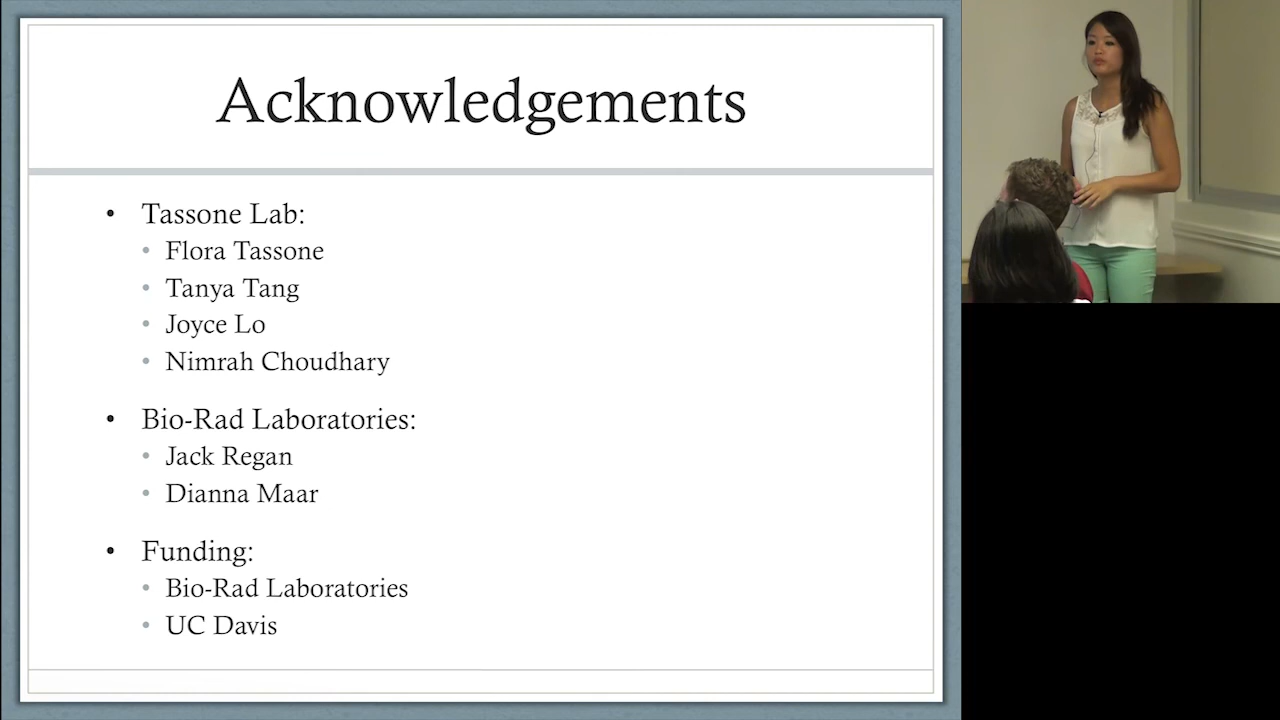 Acknowledgements
• Tassone Lab:
• Flora Tassone
• Tanya Tang
• Joyce Lo
• Nimrah Choudhary
• Bio-Rad Laboratories:
• Jack Regan
• Dianna Maar
• Funding:
• Bio-Rad Laboratories
• UC Davis